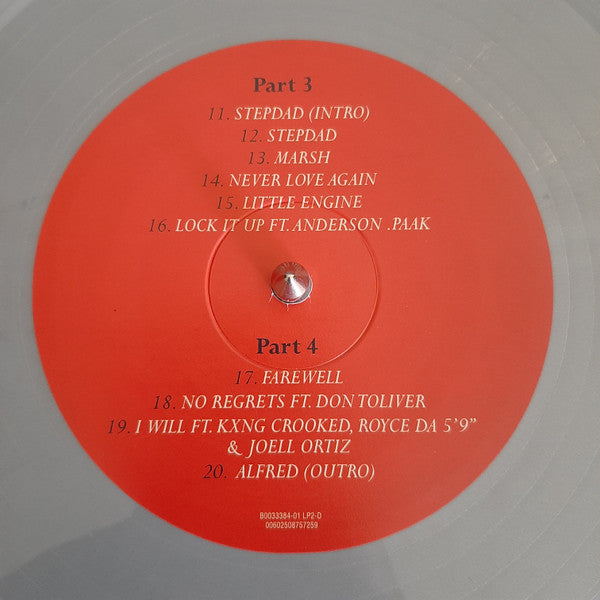 Part 3
11. STEPDAD (INTRO)
12. STEPDAD
13. MARSH
14. NEVER LOVE AGAIN
15. LITTLE ENGINE
16. LOCK IT UP FT. ANDERSON .PAAK
Part 4
17. FAREWELL
18. NO REGRETS FT. DON TOLIVER
19. I WILL FT. KXNG CROOKED, ROYCE DA 5'9"
& JOELL ORTIZ
20. ALFRED (OUTRO)
B0033384-01 LP2-D
00602508757259